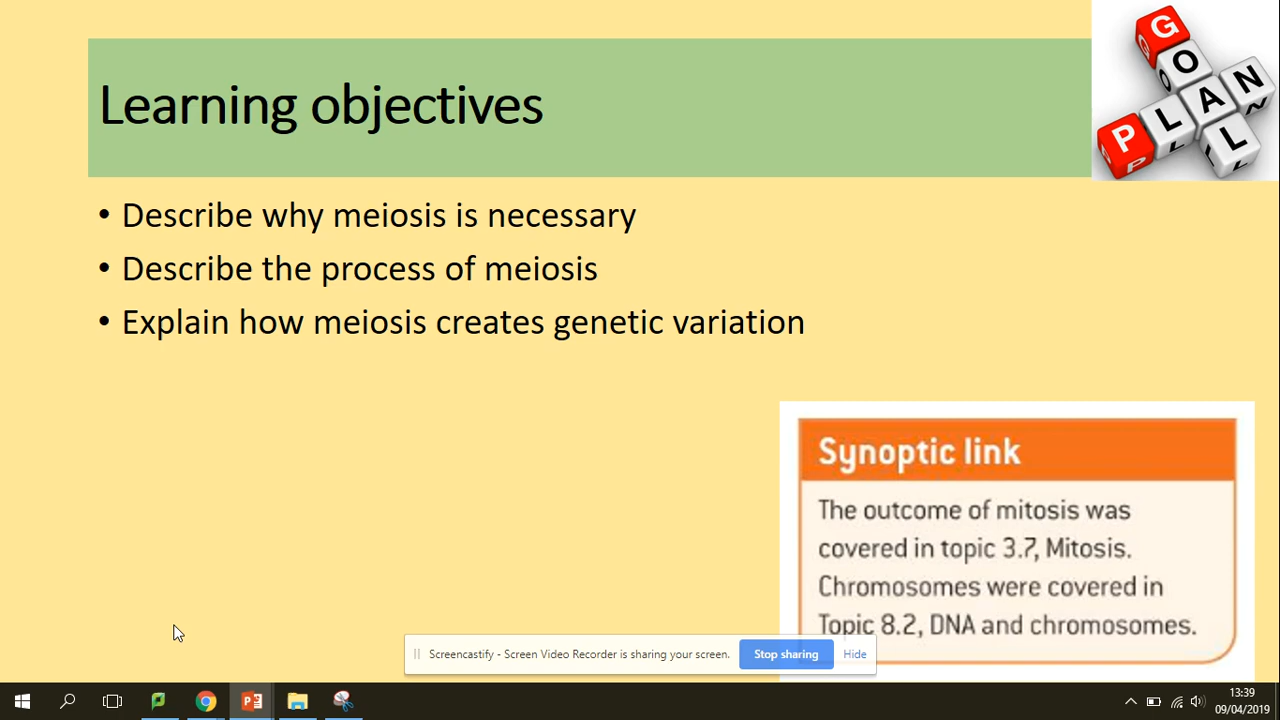 Learning objectives
GOAL
PLAN
• Describe why meiosis is necessary
• Describe the process of meiosis
• Explain how meiosis creates genetic variation
Synoptic link
The outcome of mitosis was
covered in topic 3.7, Mitosis.
Chromosomes were covered in
Topic 8.2, DNA and chromosomes.
Screencastify - Screen Video Recorder is sharing your screen.
Stop sharing
Hide
13:39
09/04/2019